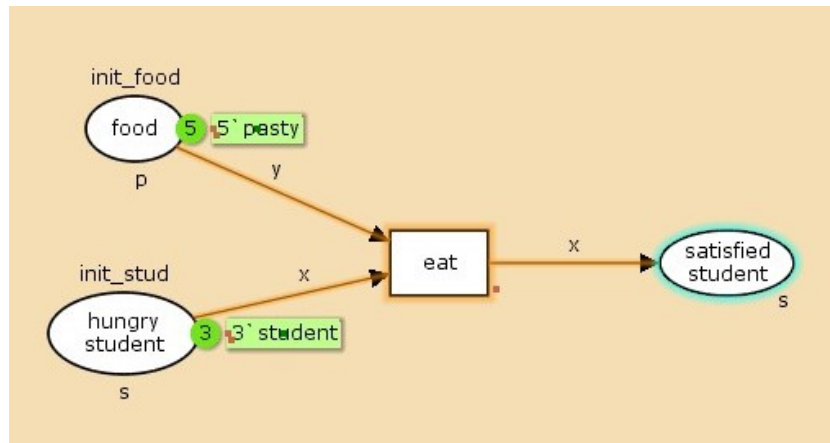 init_food
food
5
5`pasty
p
y
init_stud
hungry
student
3
3`student
s
x
eat
x
satisfied
student
s